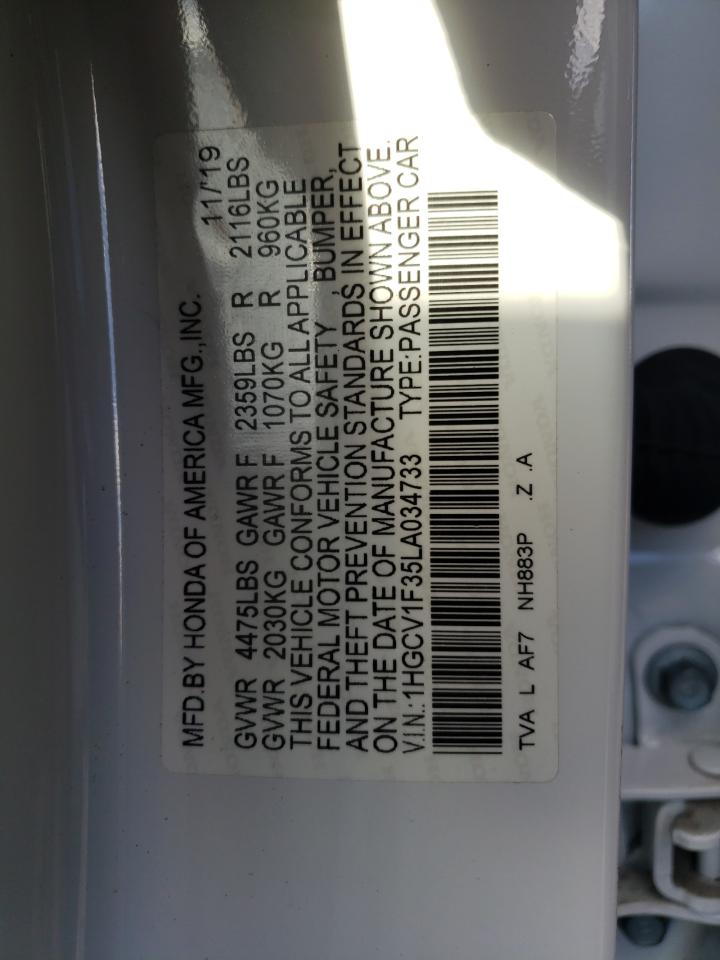 MFD.BY HONDA OF AMERICA MFG.,INC. 11/'19
GVWR 4475LBS GAWR F 2359LBS R 2116LBS
GVWR 2030KG GAWR F 1070KG R 960KG
THIS VEHICLE CONFORMS TO ALL APPLICABLE
FEDERAL MOTOR VEHICLE SAFETY , BUMPER,
AND THEFT PREVENTION STANDARDS IN EFFECT
ON THE DATE OF MANUFACTURE SHOWN ABOVE.
V.I.N.:1HGCV1F35LA034733 TYPE:PASSENGER CAR
TVA L AF7 NH883P .Z .A